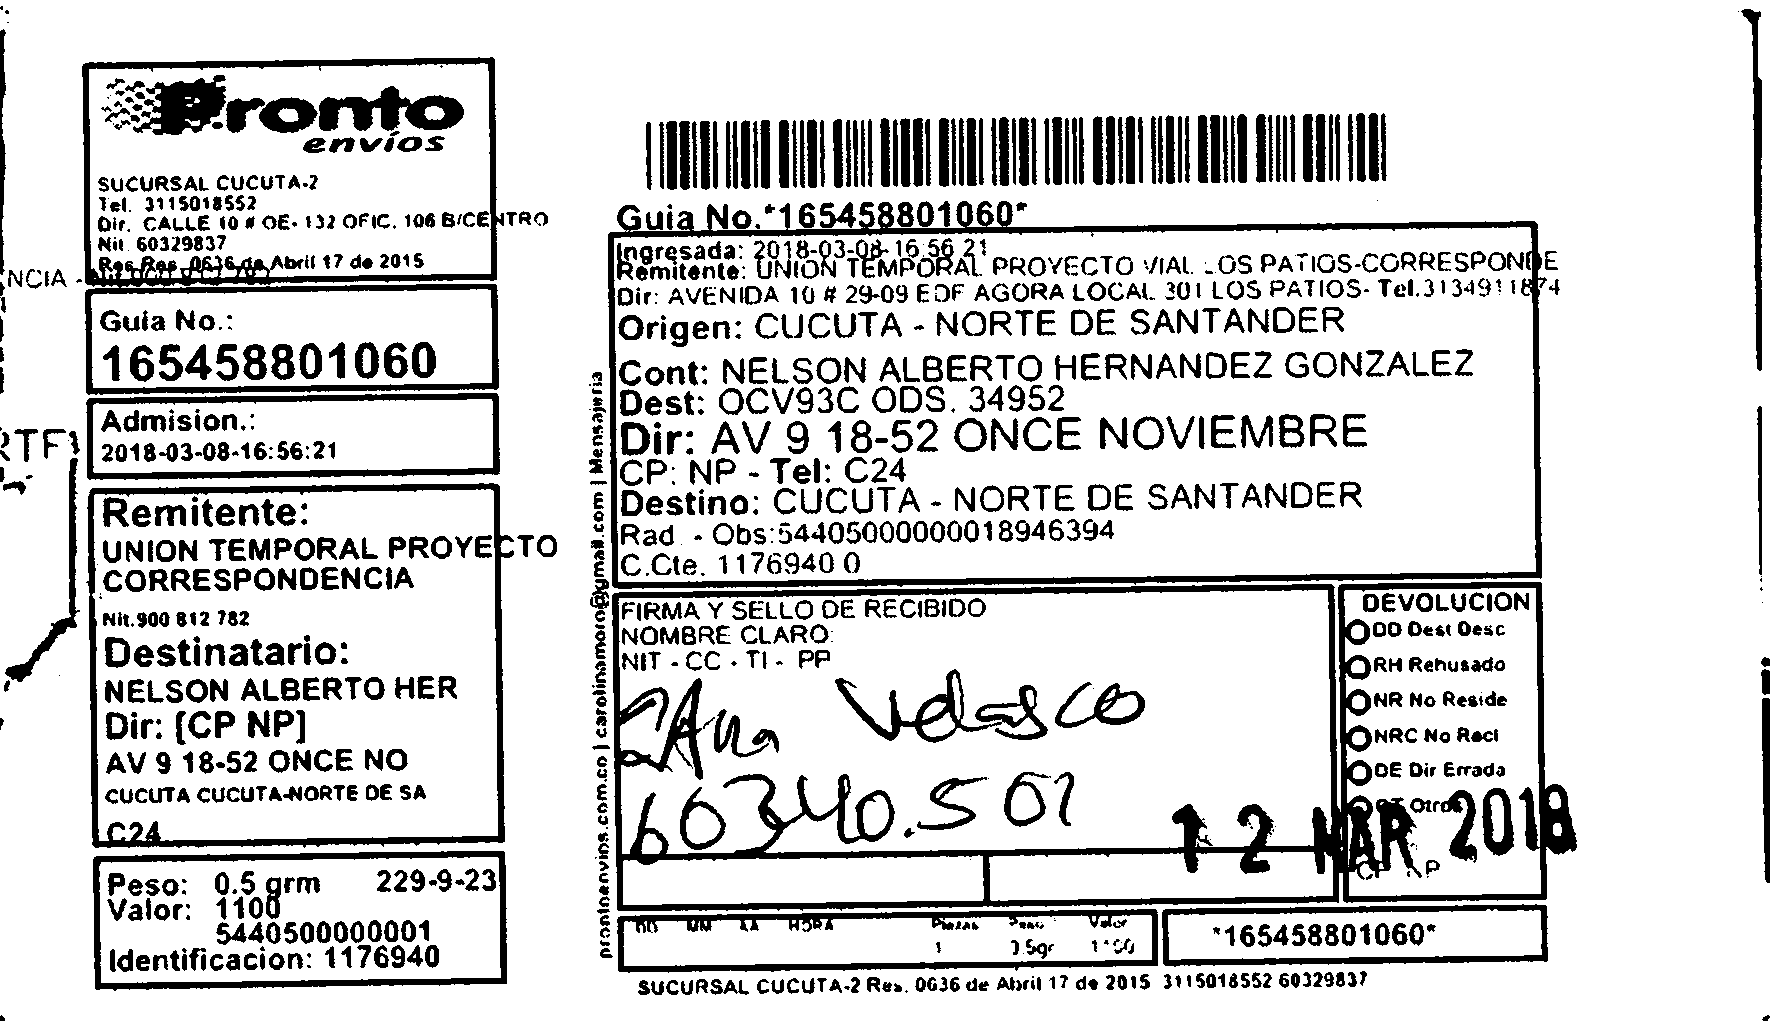 Pronto
envíos
SUCURSAL CUCUTA-2
Tel. 3115018552
Dir. CALLE 10 # OE- 132 OFIC. 106 B/CENTRO
Nit 60329837
Res Res. 0636 de Abril 17 de 2015
NCIA -
Guia No.:
165458801060
Admision.:
2018-03-08-16:56:21
Remitente:
UNION TEMPORAL PROYECTO
CORRESPONDENCIA
Nit.900 812 782
Destinatario:
NELSON ALBERTO HER
Dir: [CP NP]
AV 9 18-52 ONCE NO
CUCUTA CUCUTA-NORTE DE SA
C24
Peso: 0.5 grm 229-9-23
Valor: 1100
5440500000001
Identificacion: 1176940
prontoenvios.com.co | carolinamoro@gmail.com | Mensajeria
Guia No.*165458801060*
Ingresada: 2018-03-08-16 56 21
Remitente: UNION TEMPORAL PROYECTO VIAL LOS PATIOS-CORRESPONDE
Dir: AVENIDA 10 # 29-09 EDF AGORA LOCAL 301 LOS PATIOS- Tel.3134911874
Origen: CUCUTA - NORTE DE SANTANDER
Cont: NELSON ALBERTO HERNANDEZ GONZALEZ
Dest: OCV93C ODS. 34952
Dir: AV 9 18-52 ONCE NOVIEMBRE
CP: NP - Tel: C24
Destino: CUCUTA - NORTE DE SANTANDER
Rad - Obs:544050000000018946394
C.Cte. 1176940 0
FIRMA Y SELLO DE RECIBIDO
NOMBRE CLARO:
NIT - CC - TI - PP
Velasco
60340.501
DEVOLUCION
DD Dest Desc
RH Rehusado
NR No Reside
NRC No Recl
DE Dir Errada
OT Otros
12 MAR. 2018
CP NP
DD MM AA HORA Piezas Peso Valor
1 0.5gr 1100
*165458801060*
SUCURSAL CUCUTA-2 Res. 0636 de Abril 17 de 2015 3115018552 60329837